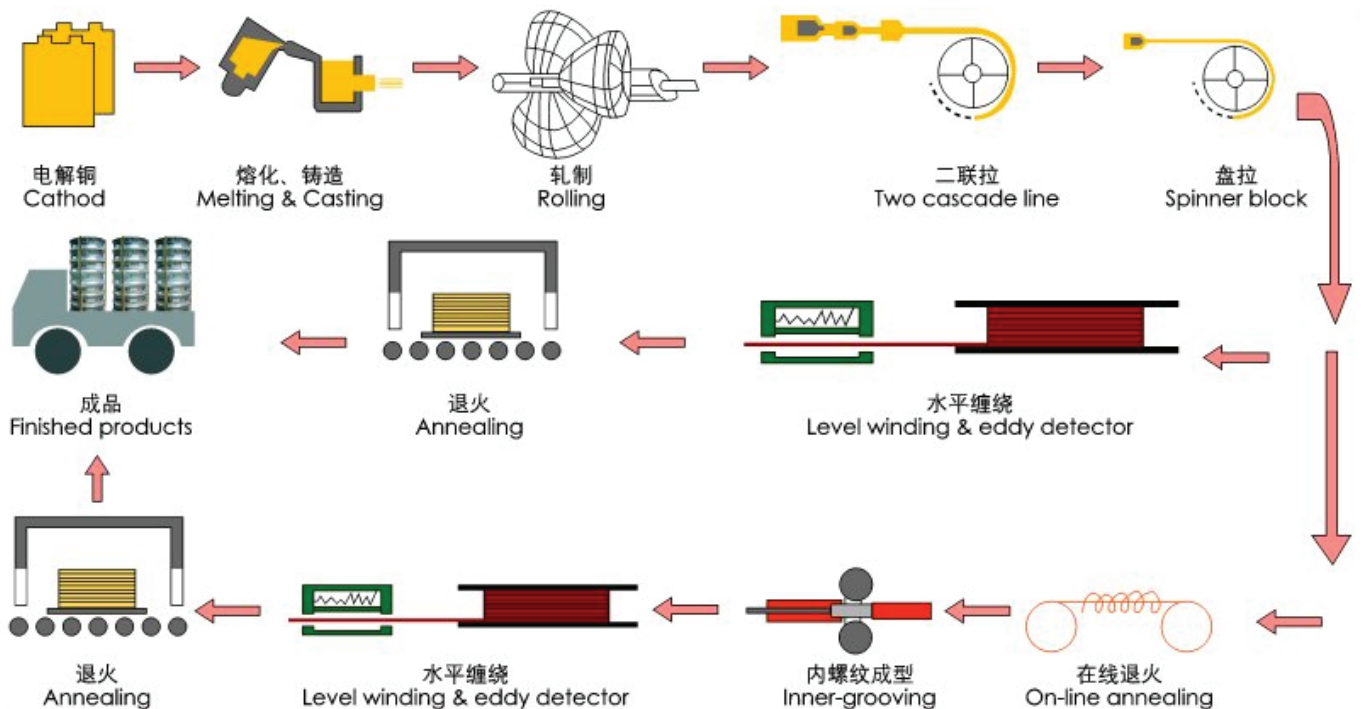 电解铜
Cathod
熔化、铸造
Melting & Casting
轧制
Rolling
二联拉
Two cascade line
盘拉
Spinner block
成品
Finished products
退火
Annealing
水平缠绕
Level winding & eddy detector
退火
Annealing
水平缠绕
Level winding & eddy detector
内螺纹成型
Inner-grooving
在线退火
On-line annealing